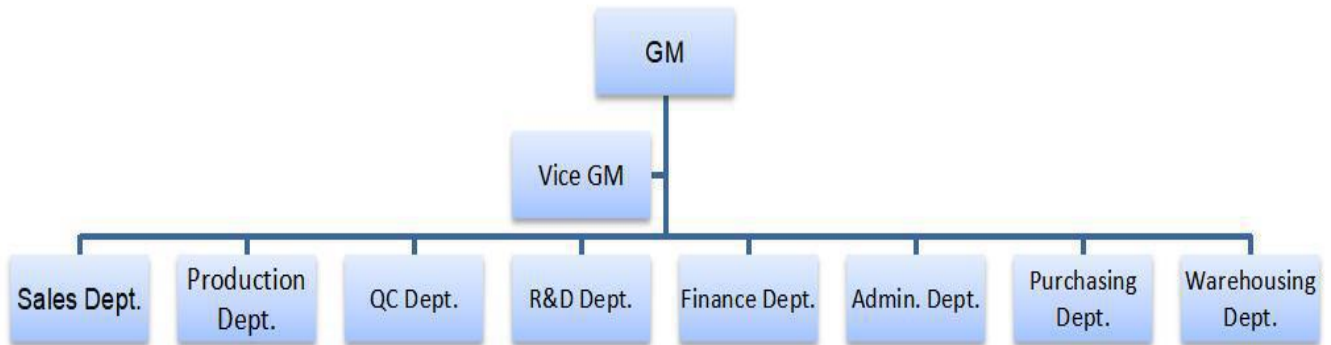 GM
Vice GM
Sales Dept.
Production
Dept.
QC Dept.
R&D Dept.
Finance Dept.
Admin. Dept.
Purchasing
Dept.
Warehousing
Dept.